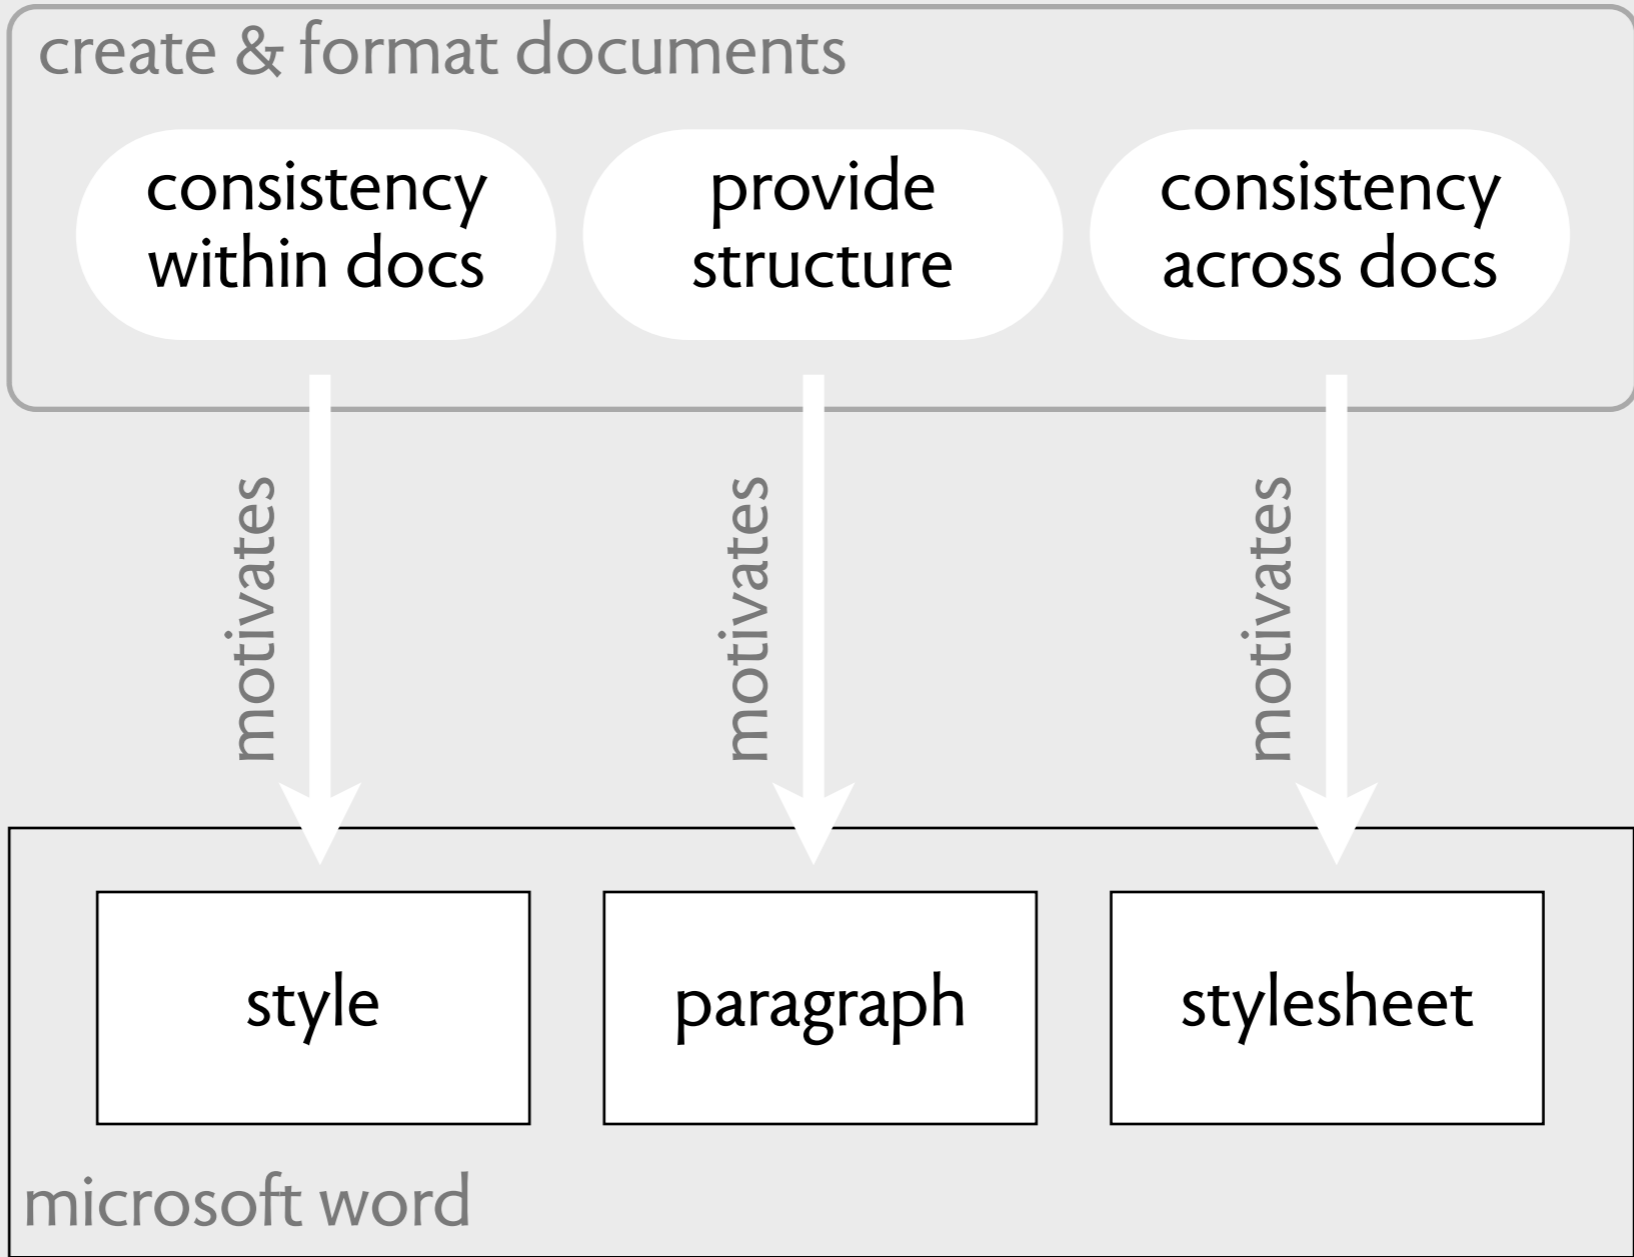 create & format documents
consistency
within docs
provide
structure
consistency
across docs
motivates
motivates
motivates
style
paragraph
stylesheet
microsoft word